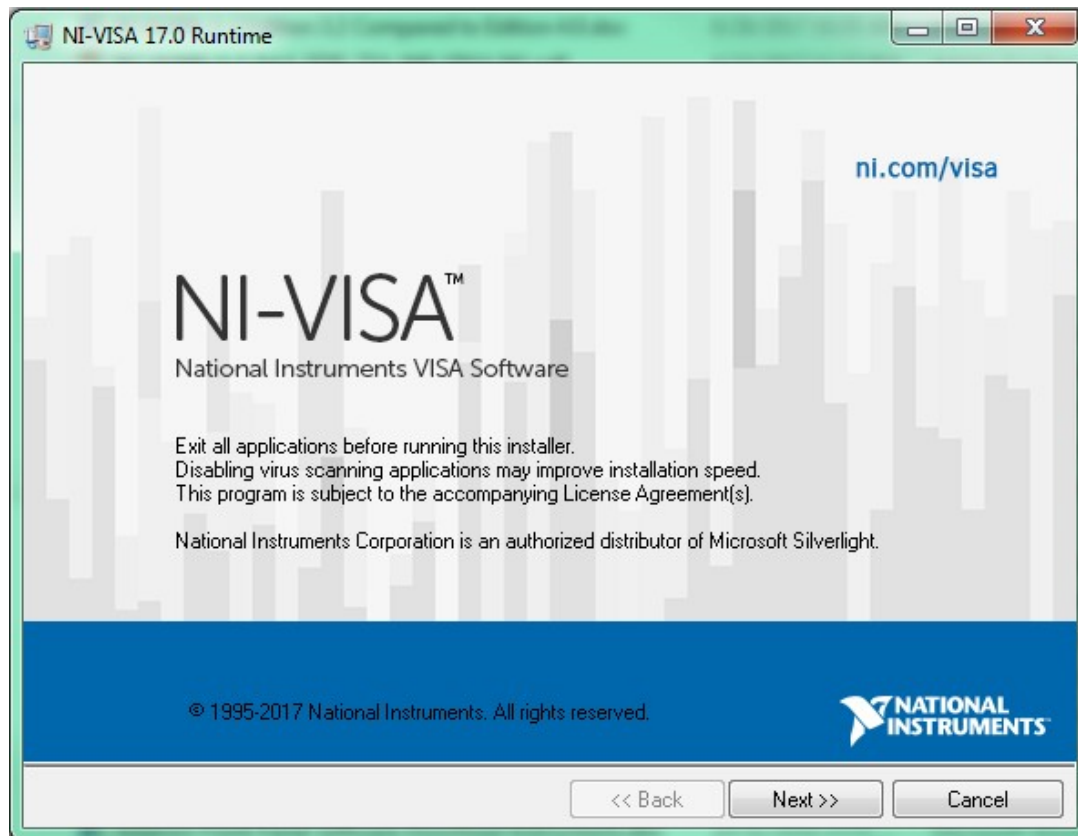 NI-VISA 17.0 Runtime
ni.com/visa
NI-VISA™
National Instruments VISA Software
Exit all applications before running this installer.
Disabling virus scanning applications may improve installation speed.
This program is subject to the accompanying License Agreement(s).
National Instruments Corporation is an authorized distributor of Microsoft Silverlight.
© 1995-2017 National Instruments. All rights reserved.
NATIONAL
INSTRUMENTS
<< Back Next >> Cancel